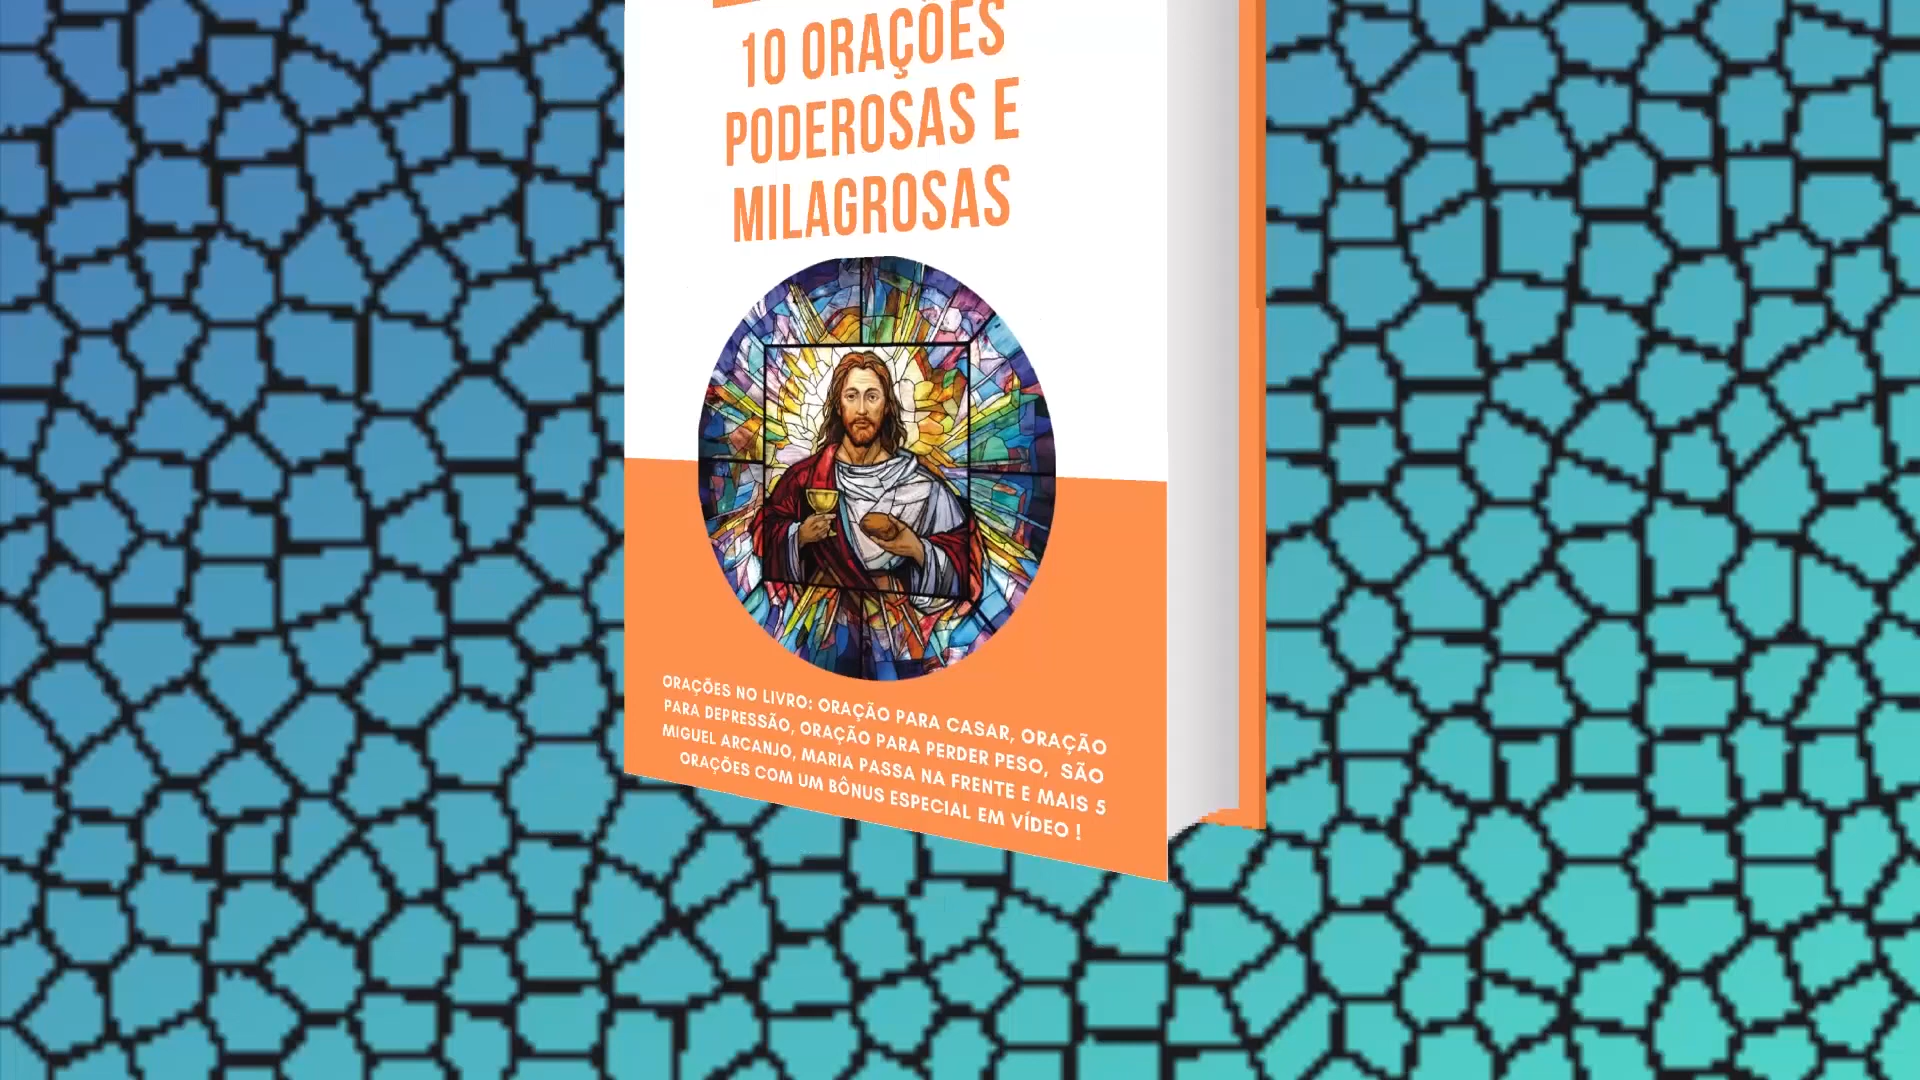 10 ORAÇÕES
PODEROSAS E
MILAGROSAS
ORAÇÕES NO LIVRO: ORAÇÃO PARA CASAR, ORAÇÃO
PARA DEPRESSÃO, ORAÇÃO PARA PERDER PESO, SÃO
MIGUEL ARCANJO, MARIA PASSA NA FRENTE E MAIS 5
ORAÇÕES COM UM BÔNUS ESPECIAL EM VÍDEO !